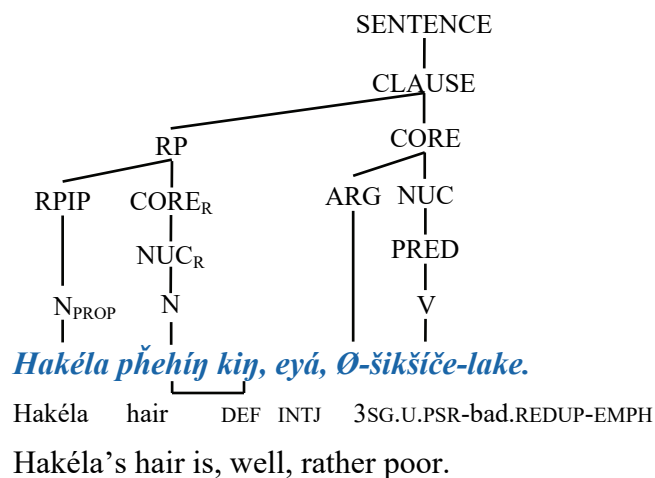 SENTENCE
CLAUSE
RP CORE
RPIP CORER ARG NUC
NUCR PRED
NPROP N V
Hakéla pȟehíŋ kiŋ, eyá, Ø-šikšíče-lake.
Hakéla hair DEF INTJ 3SG.U.PSR-bad.REDUP-EMPH
Hakéla’s hair is, well, rather poor.